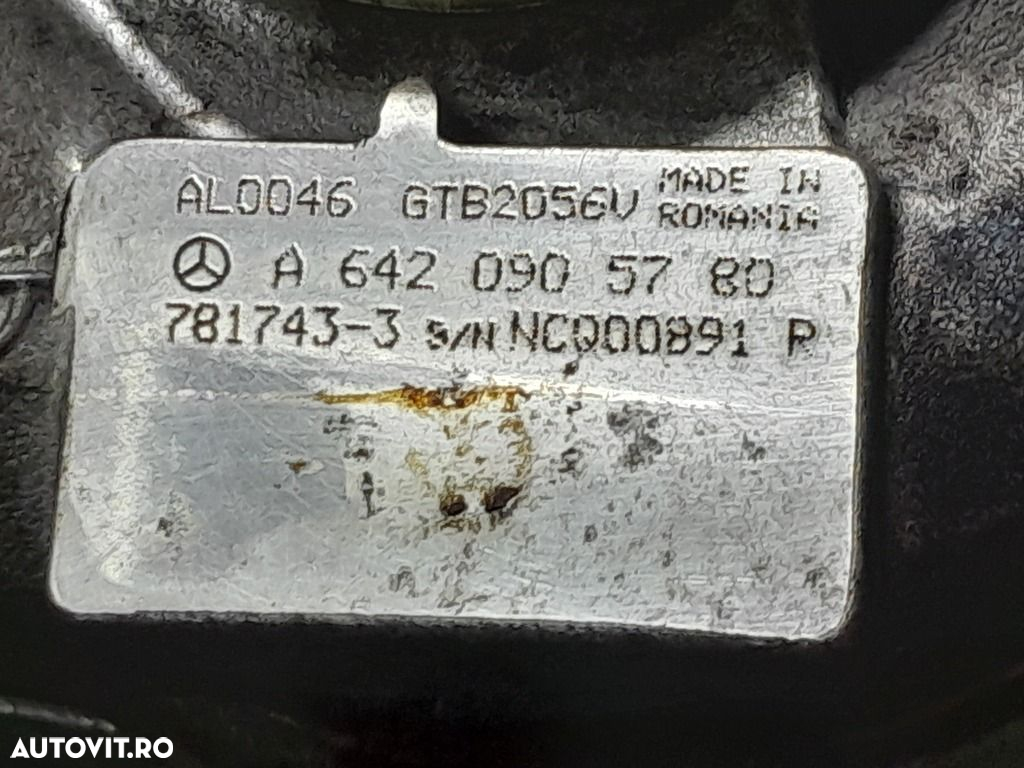 AL0046 GTB2056V MADE IN
ROMANIA
A 642 090 57 80
781743-3 S/N NCQ00891 P
AUTOVIT.RO